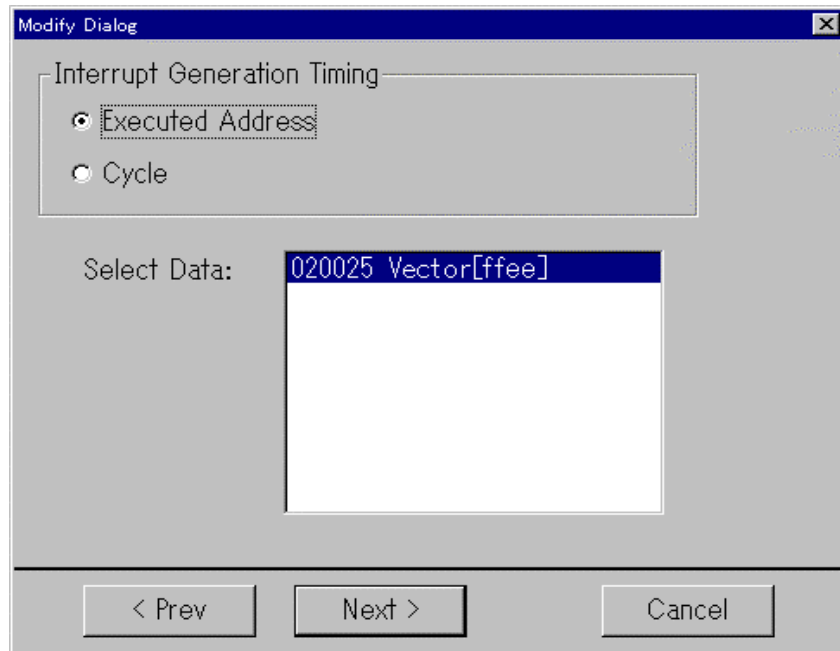 Modify Dialog
Interrupt Generation Timing
Executed Address
Cycle
Select Data:
020025 Vector[ffee]
< Prev
Next >
Cancel